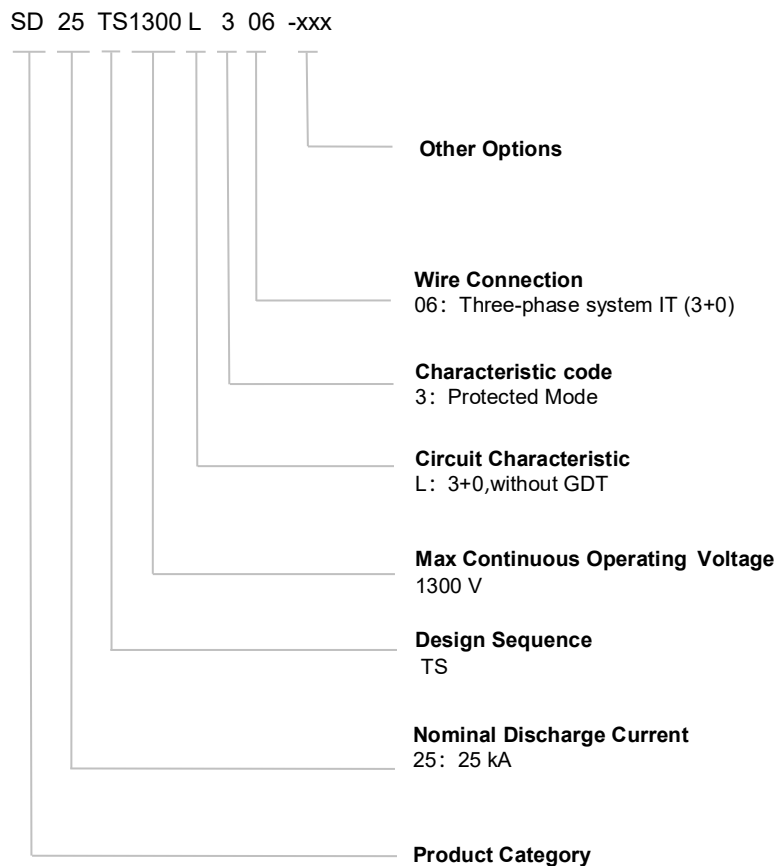 SD 25 TS1300 L 3 06 -xxx
Other Options
Wire Connection
06： Three-phase system IT (3+0)
Characteristic code
3： Protected Mode
Circuit Characteristic
L： 3+0,without GDT
Max Continuous Operating Voltage
1300 V
Design Sequence
TS
Nominal Discharge Current
25： 25 kA
Product Category